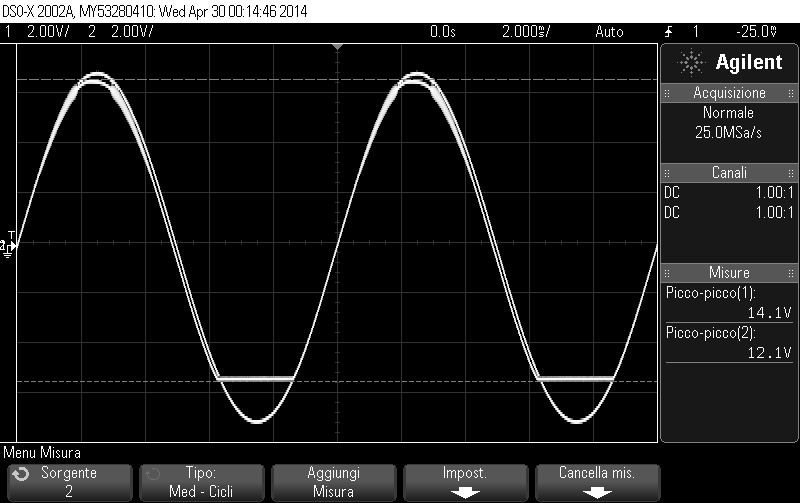 DSO-X 2002A, MY53280410: Wed Apr 30 00:14:46 2014
1 2.00V/ 2 2.00V/ 0.0s 2.000ms/ Auto 1 -25.0mV
Agilent
Acquisizione
Normale
25.0MSa/s
Canali
DC 1.00:1
DC 1.00:1
T
Misure
Picco-picco(1):
14.1V
Picco-picco(2):
12.1V
Menu Misura
Sorgente
2
Tipo:
Med - Cicli
Aggiungi
Misura
Impost.
Cancella mis.